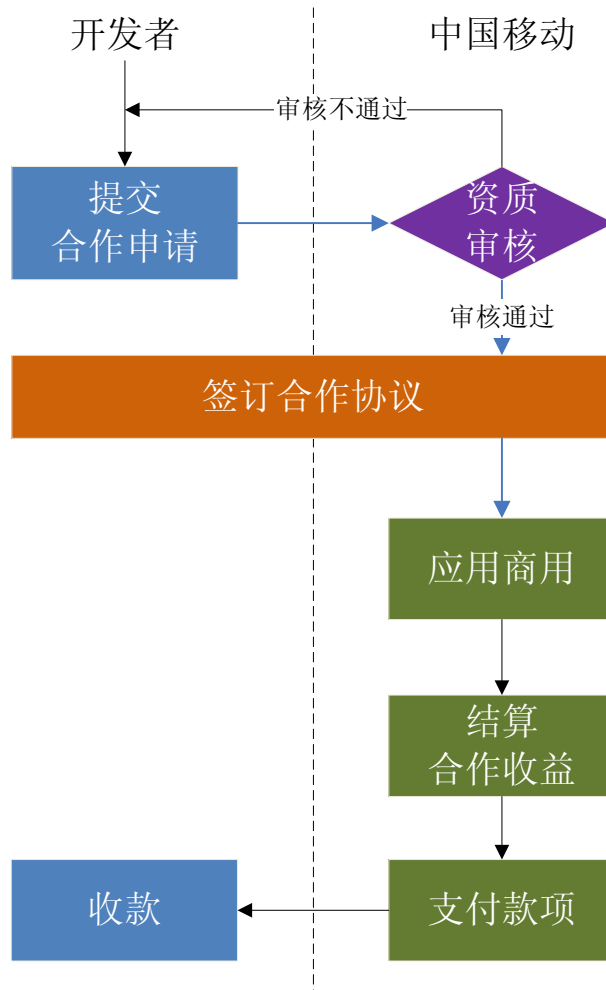 开发者
中国移动
审核不通过
提交
合作申请
资质
审核
审核通过
签订合作协议
应用商用
结算
合作收益
收款
支付款项